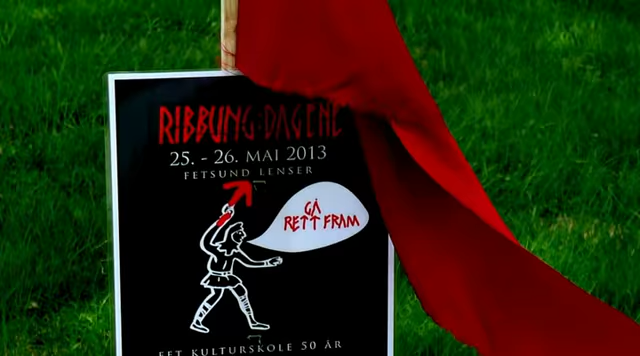 RIBBUNG:DAGENE
25. - 26. MAI 2013
FETSUND LENSER
GÅ
RETT FRAM
FET KULTURSKOLE 50 ÅR